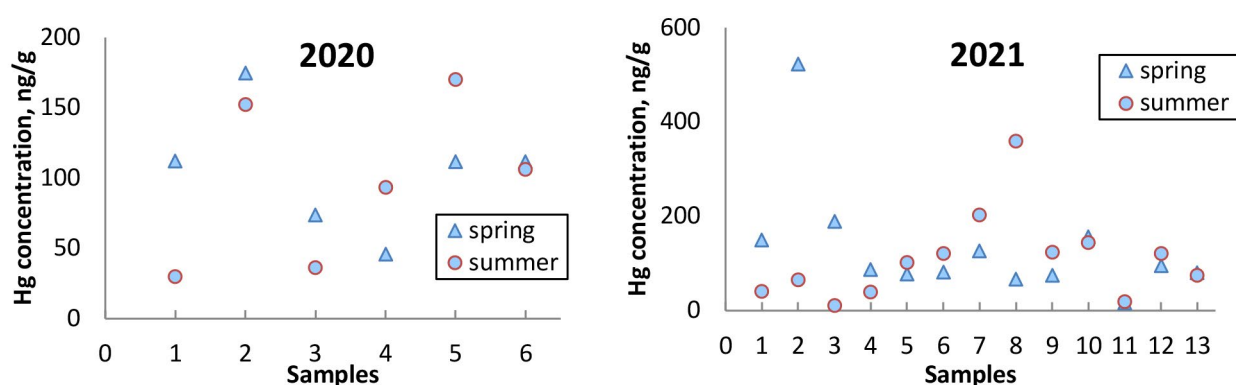 2020
Hg concentration, ng/g
200
150
100
50
0
spring
summer
0 1 2 3 4 5 6
Samples
2021
Hg concentration, ng/g
600
400
200
0
spring
summer
0 1 2 3 4 5 6 7 8 9 10 11 12 13
Samples